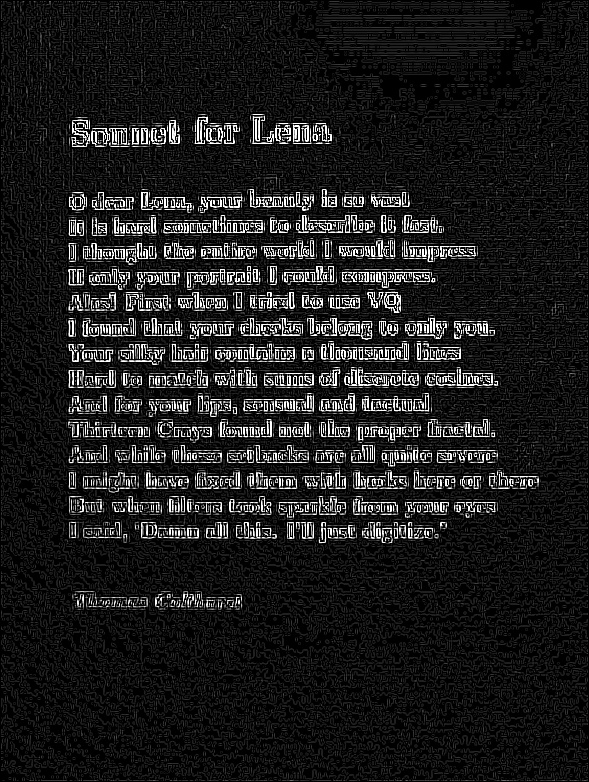 Sonnet for Lena
O dear Lena, your beauty is so vast
It is hard sometimes to describe it fast.
I thought the entire world I would impress
If only your portrait I could compress.
Alas! First when I tried to use VQ
I found that your cheeks belong to only you.
Your silky hair contains a thousand lines
Hard to match with sums of discrete cosines.
And for your lips, sensual and tactual
Thirteen Crays found not the proper fractal.
And while these setbacks are all quite severe
I might have fixed them with hacks here or there
But when filters took sparkle from your eyes
I said, 'Damn all this. I'll just digitize.'
Thomas Colthurst